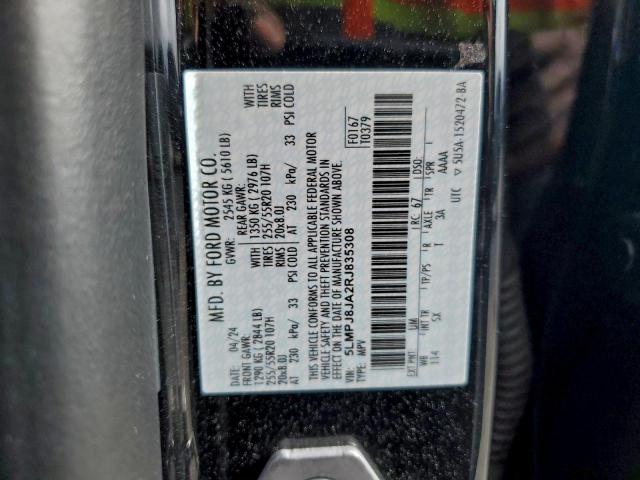 MFD. BY FORD MOTOR CO.
DATE: 04/24 GVWR: 2545 KG ( 5610 LB)
FRONT GAWR: REAR GAWR:
1290 KG ( 2844 LB) 1350 KG ( 2976 LB) WITH
255/55R20 107H 255/55R20 107H TIRES
20x8.0J RIMS 20x8.0J RIMS
AT 230 kPa/ 33 PSI COLD AT 230 kPa/ 33 PSI COLD
THIS VEHICLE CONFORMS TO ALL APPLICABLE FEDERAL MOTOR
VEHICLE SAFETY AND THEFT PREVENTION STANDARDS IN
EFFECT ON THE DATE OF MANUFACTURE SHOWN ABOVE.
VIN: 5LMPJ8JA2RJ835308 F0167
TYPE: MPV T0379
EXT PNT: UM RC: 67 DSO:
WB INT TR TP/PS R AXLE TR SPR
114 5X T 3A AAAA
UTC ▽ 5U5A-1520472-BA